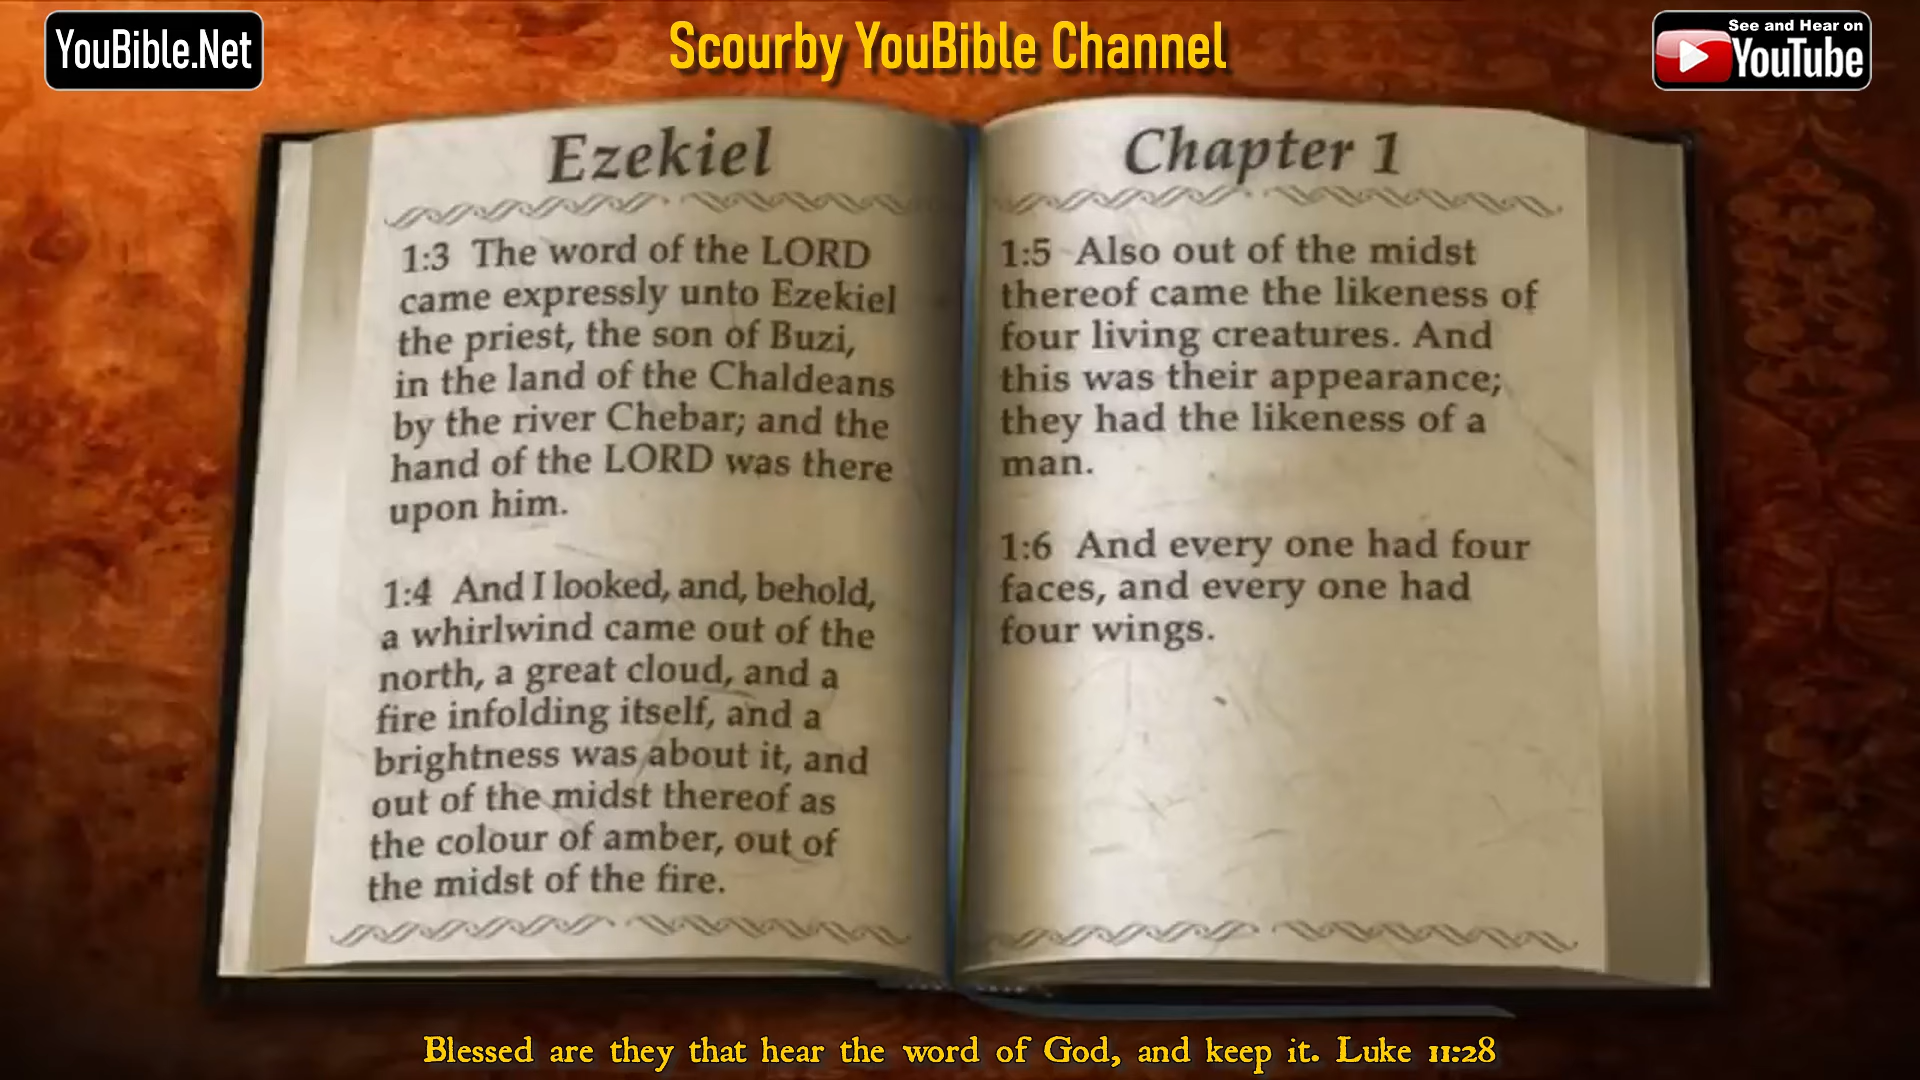 YouBible.Net
Scourby YouBible Channel
See and Hear on
YouTube
Ezekiel
1:3 The word of the LORD
came expressly unto Ezekiel
the priest, the son of Buzi,
in the land of the Chaldeans
by the river Chebar; and the
hand of the LORD was there
upon him.
1:4 And I looked, and, behold,
a whirlwind came out of the
north, a great cloud, and a
fire infolding itself, and a
brightness was about it, and
out of the midst thereof as
the colour of amber, out of
the midst of the fire.
Chapter 1
1:5 Also out of the midst
thereof came the likeness of
four living creatures. And
this was their appearance;
they had the likeness of a
man.
1:6 And every one had four
faces, and every one had
four wings.
Blessed are they that hear the word of God, and keep it. Luke 11:28